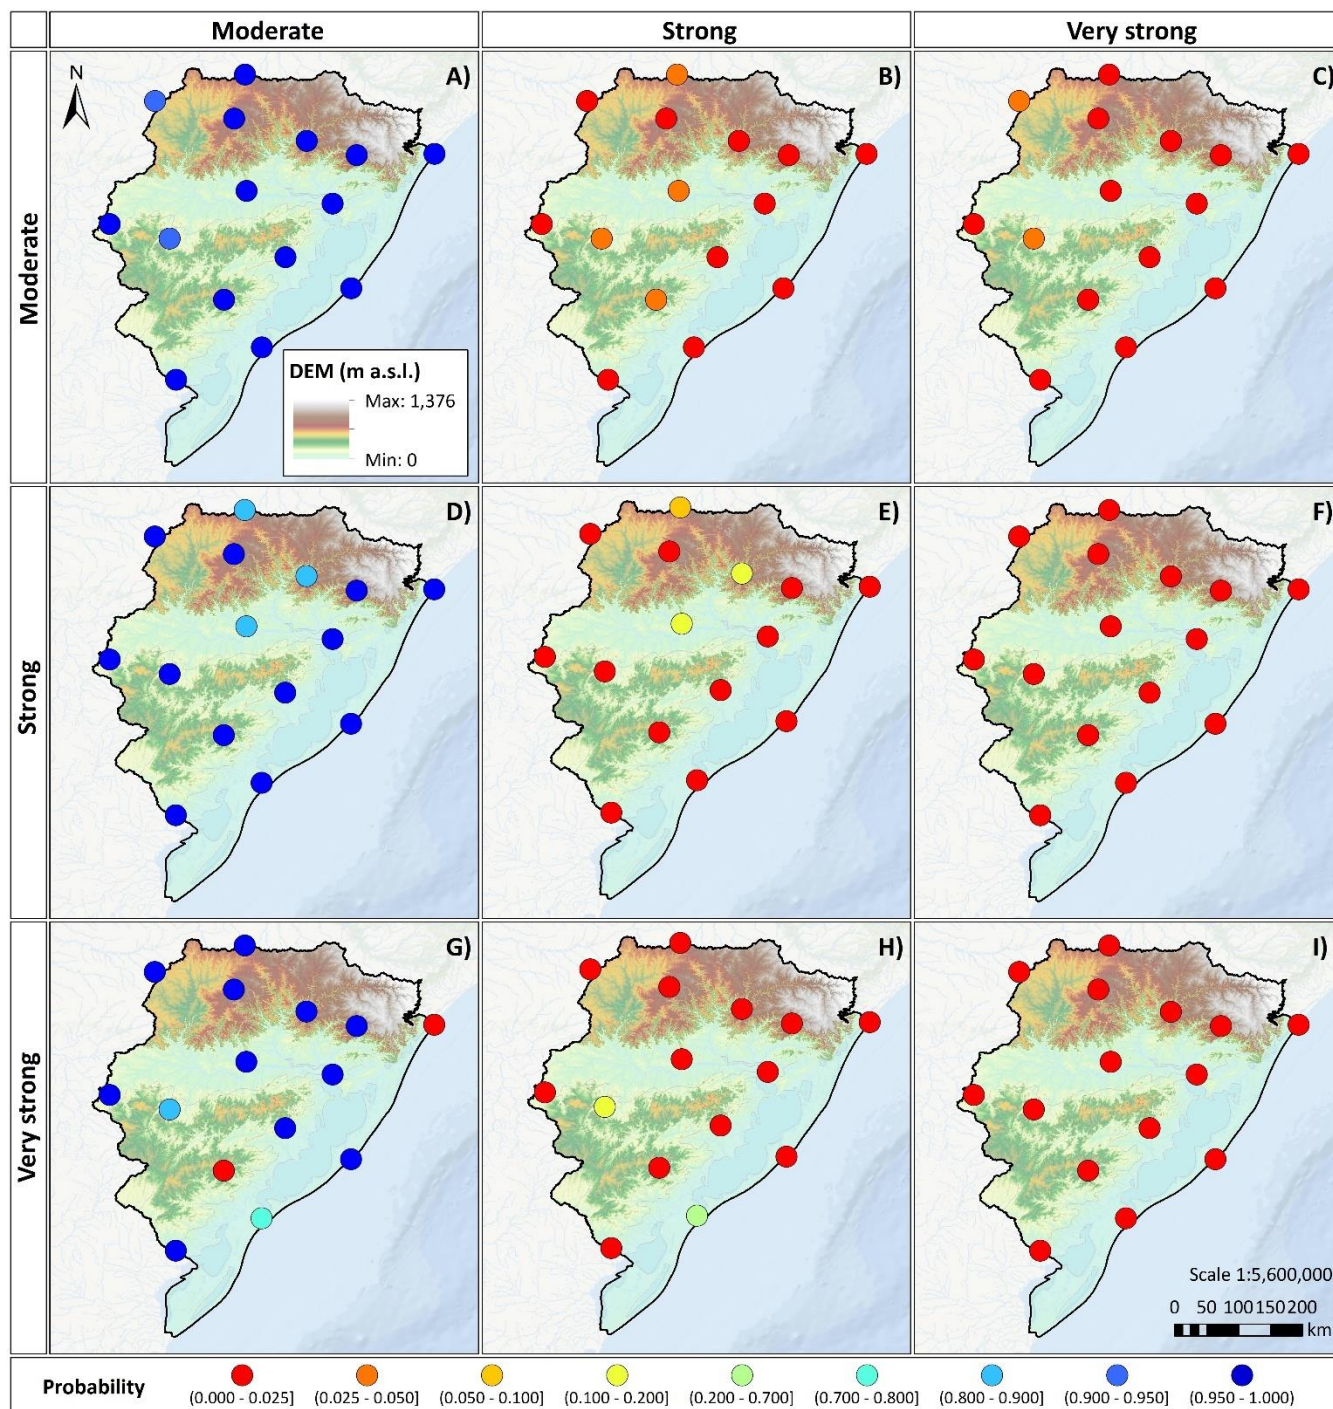 Moderate Strong Very strong
Moderate
N
A)
B)
C)
DEM (m a.s.l.)
Max: 1,376
Min: 0
Strong
D)
E)
F)
Very strong
G)
H)
I)
Scale 1:5,600,000
0 50 100 150 200
km
Probability
(0.000 - 0.025] (0.025 - 0.050] (0.050 - 0.100] (0.100 - 0.200] (0.200 - 0.700] (0.700 - 0.800] (0.800 - 0.900] (0.900 - 0.950] (0.950 - 1.000)